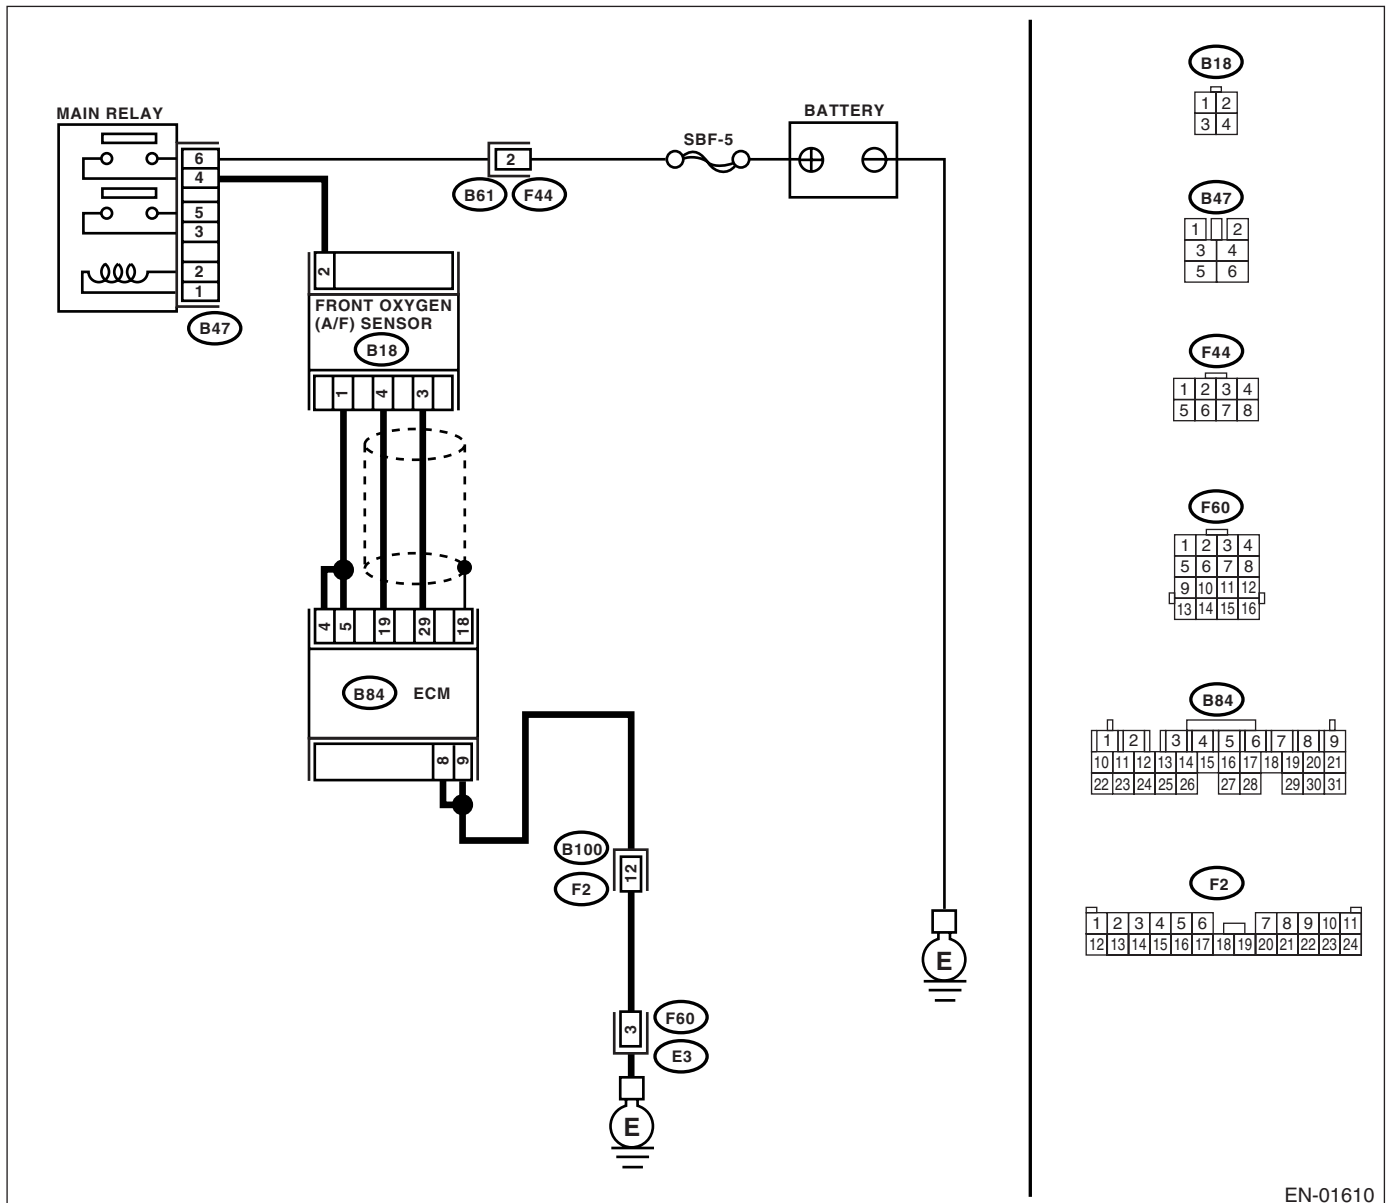 MAIN RELAY
6
4
5
3
2
1
B47
2
B61 F44
SBF-5
BATTERY
2
FRONT OXYGEN
(A/F) SENSOR
B18
1 4 3
4 5 19 29 18
B84 ECM
8 9
B100
F2
12
3
F60
E3
E
E
B18
1 2
3 4
B47
1 2
3 4
5 6
F44
1 2 3 4
5 6 7 8
F60
1 2 3 4
5 6 7 8
9 10 11 12
13 14 15 16
B84
1 2 3 4 5 6 7 8 9
10 11 12 13 14 15 16 17 18 19 20 21
22 23 24 25 26 27 28 29 30 31
F2
1 2 3 4 5 6 7 8 9 10 11
12 13 14 15 16 17 18 19 20 21 22 23 24
EN-01610